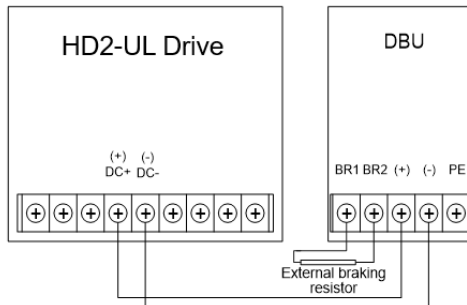 HD2-UL Drive
DBU
(+) (-)
DC+ DC-
BR1 BR2 (+) (-) PE
External braking
resistor